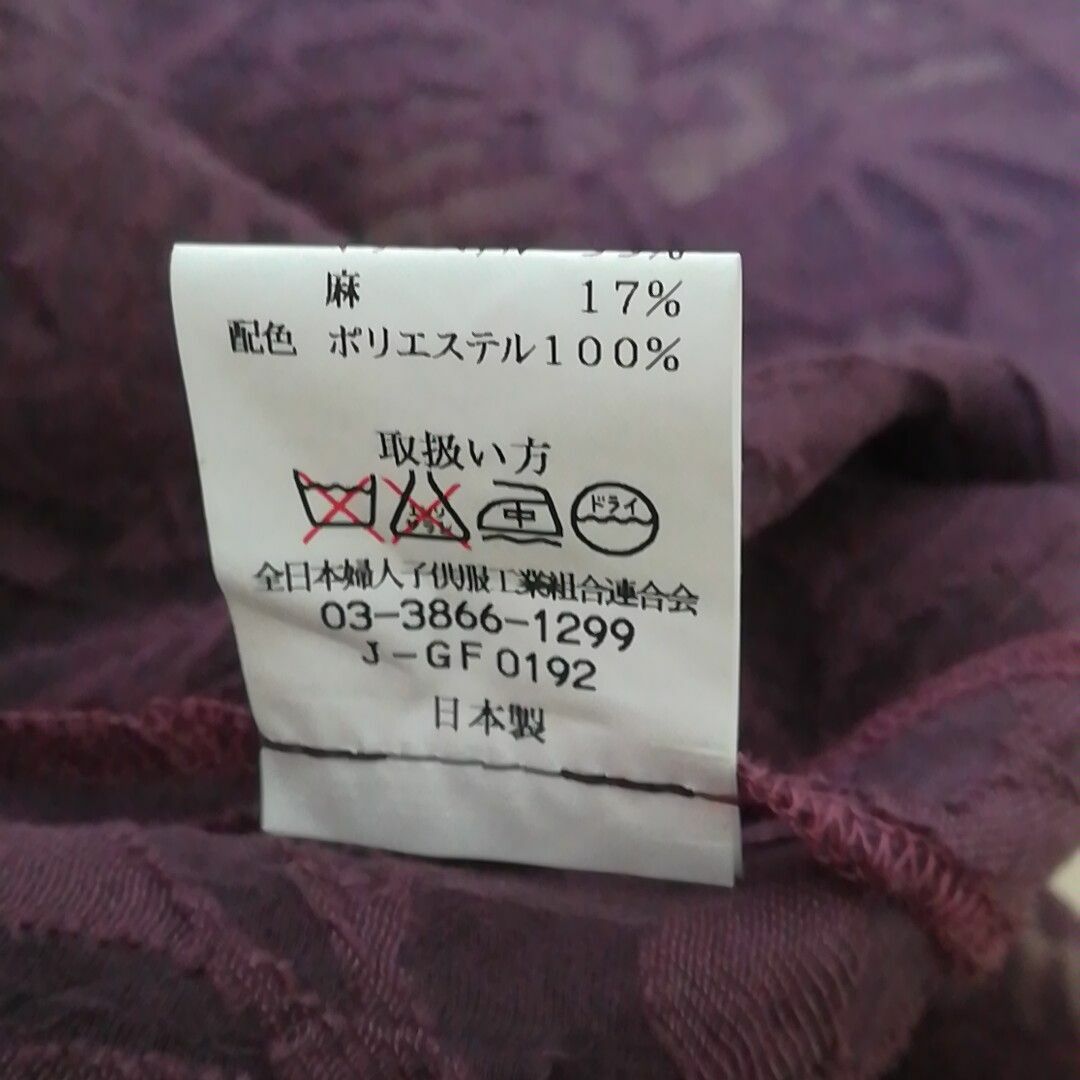 麻 17%
配色 ポリエステル100%
取扱い方
中 ドライ
全日本婦人子供服工業組合連合会
03-3866-1299
J-GF0192
日本製